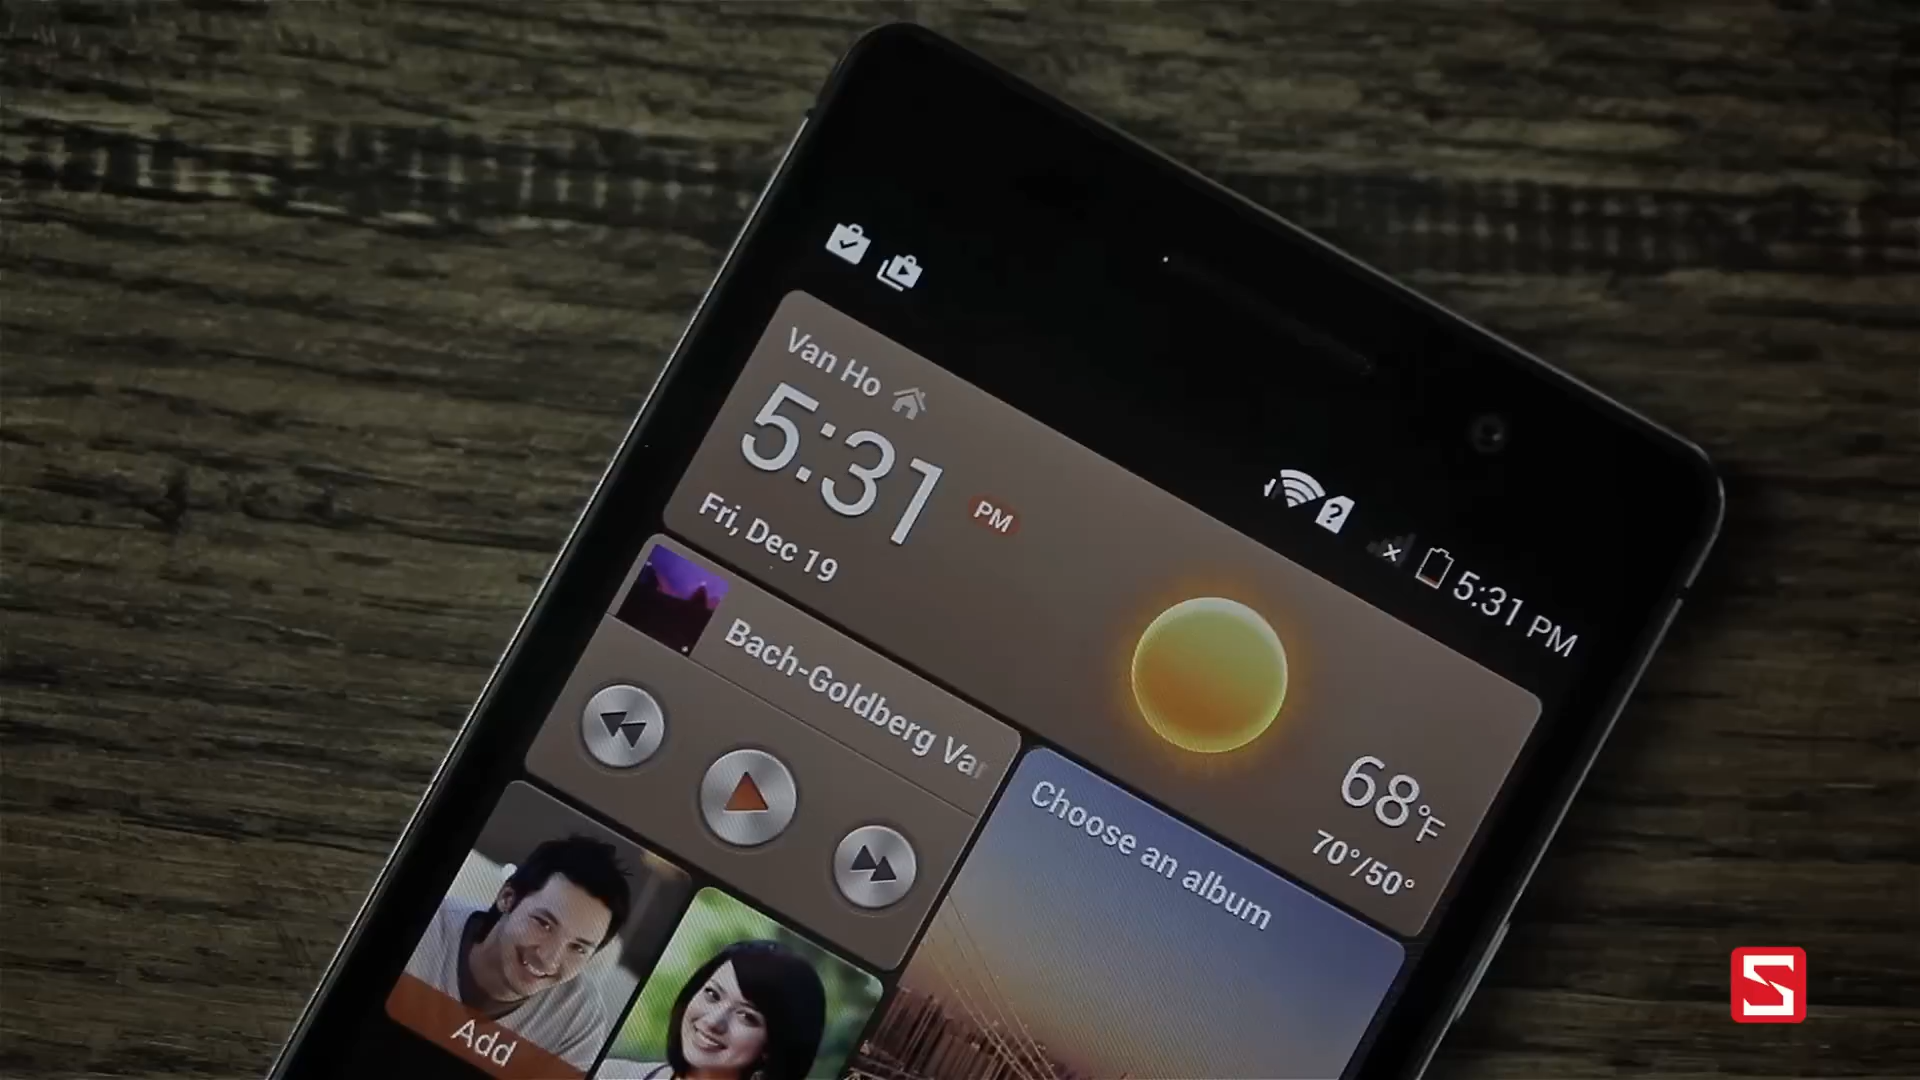 Van Ho
5:31 PM
Fri, Dec 19
5:31 PM
68°F
70°/50°
Bach-Goldberg Var
Choose an album
Add
S